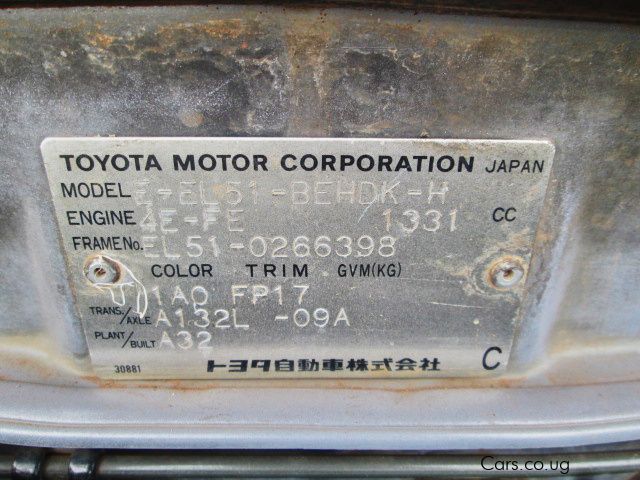 TOYOTA MOTOR CORPORATION JAPAN
MODEL E-EL51-BEHDK-H
ENGINE 4E-FE 1331 CC
FRAME No. EL51-0266398
COLOR TRIM GVM(KG)
1A0 FP17
TRANS./AXLE A132L -09A
PLANT/BUILT A32
30881 トヨタ自動車株式会社 C
Cars.co.ug